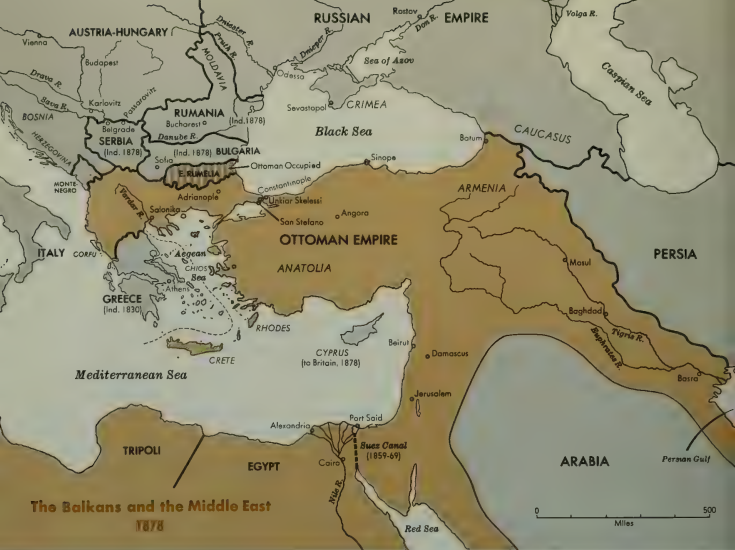 RUSSIAN
EMPIRE
Rostov
Don R.
Volga R.
Vienna
AUSTRIA-HUNGARY
Dniester R.
Pruth R.
Dnieper R.
Budapest
MOLDAVIA
Odessa
Sea of Azov
Caspian Sea
Drava R.
Sava R.
Karlovitz
Passarovitz
BOSNIA
HERZEGOVINA
Belgrade
SERBIA
(Ind. 1878)
RUMANIA
(Ind. 1878)
Bucharest
Danube R.
Sevastopol
CRIMEA
Black Sea
CAUCASUS
Batum
(Ind. 1878) BULGARIA
Sofia
E. RUMELIA
Ottoman Occupied
MONTE-
NEGRO
Sinope
Constantinople
Unkiar Skelessi
San Stefano
Adrianople
Vardar R.
Salonika
Angora
ARMENIA
OTTOMAN EMPIRE
ANATOLIA
ITALY
CORFU
Aegean
Sea
CHIOS
Athens
GREECE
(Ind. 1830)
PERSIA
Mosul
Baghdad
Tigris R.
Euphrates R.
Basra
RHODES
CRETE
CYPRUS
(to Britain, 1878)
Beirut
Damascus
Jerusalem
Mediterranean Sea
Alexandria
Port Said
Suez Canal
(1859-69)
Cairo
Nile R.
TRIPOLI
EGYPT
ARABIA
Persian Gulf
Red Sea
The Balkans and the Middle East
1878
0
500
Miles